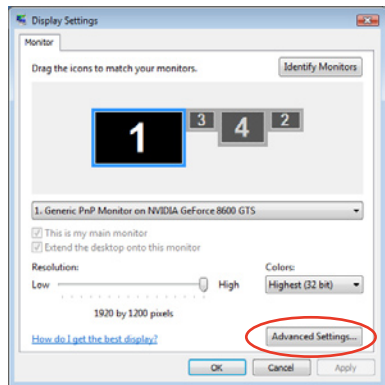 Display Settings
Monitor
Drag the icons to match your monitors.
Identify Monitors
1
3
4
2
1. Generic PnP Monitor on NVIDIA GeForce 8600 GTS
This is my main monitor
Extend the desktop onto this monitor
Resolution:
Colors:
Low
High
Highest (32 bit)
1920 by 1200 pixels
How do I get the best display?
Advanced Settings...
OK
Cancel
Apply